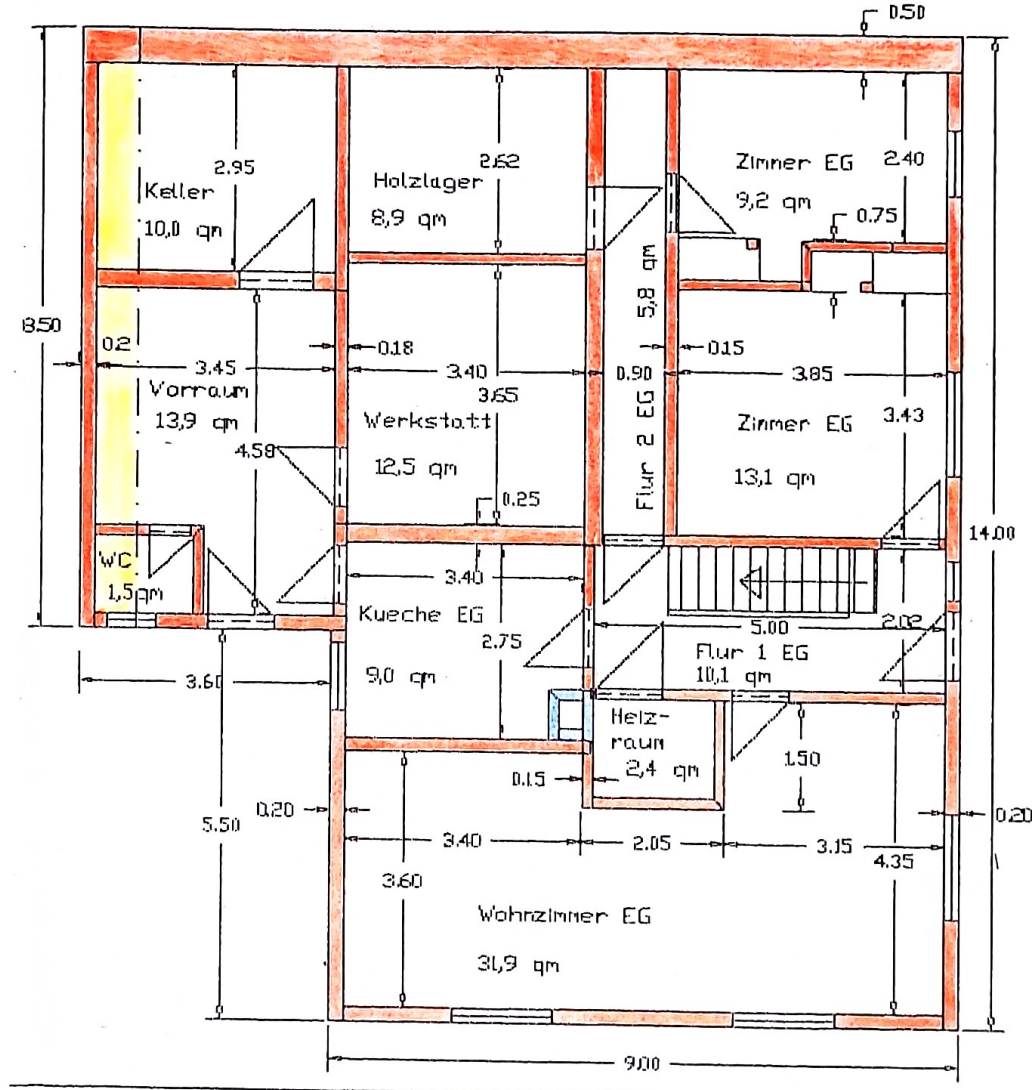 0.50
2.95
Keller
10,0 qm
2.62
Holzlager
8,9 qm
Zimmer EG
9,2 qm
2.40
0.75
5,8 qm
Flur 2 EG
8.50
0.2
3.45
0.18
3.40
3.65
0.90
0.15
3.85
3.43
Vorraum
13,9 qm
4.58
Werkstatt
12,5 qm
Zimmer EG
13,1 qm
0.25
14.00
WC
1,5 qm
3.40
Kueche EG
2.75
9,0 qm
5.00
2.02
Flur 1 EG
10,1 qm
3.60
Heiz-
raum
2,4 qm
1.50
0.15
5.50
0.20
0.20
3.40
2.05
3.15
4.35
3.60
Wohnzimmer EG
31,9 qm
9.00